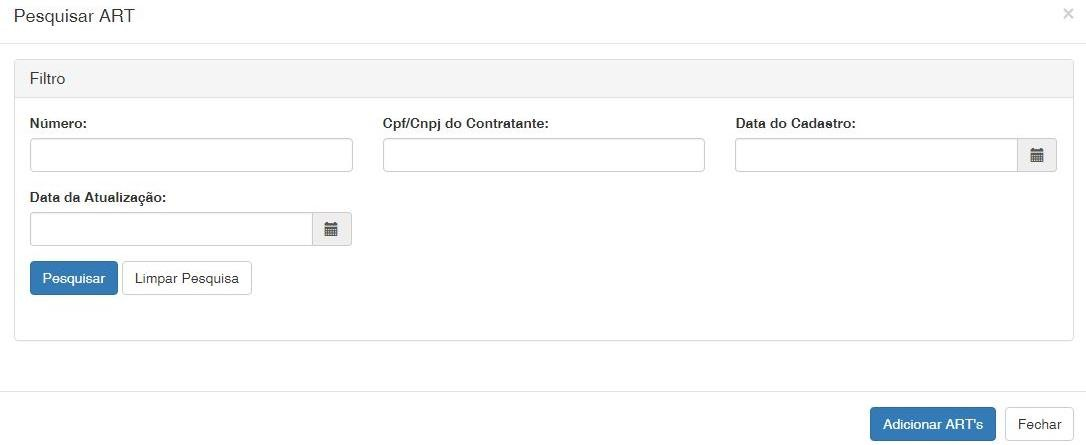 Pesquisar ART
×
Filtro
Número:
Cpf/Cnpj do Contratante:
Data do Cadastro:
Data da Atualização:
Pesquisar
Limpar Pesquisa
Adicionar ART's
Fechar